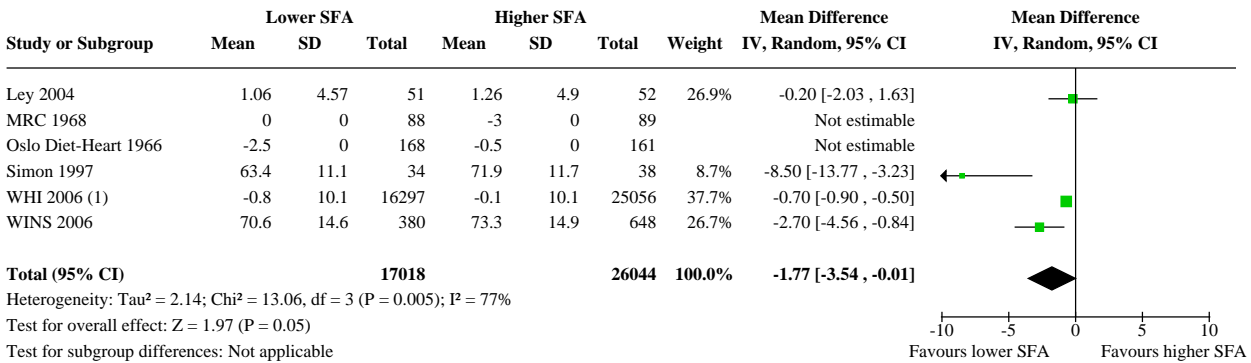 Lower SFA Higher SFA Mean Difference Mean Difference
Study or Subgroup Mean SD Total Mean SD Total Weight IV, Random, 95% CI IV, Random, 95% CI
Ley 2004 1.06 4.57 51 1.26 4.9 52 26.9% -0.20 [-2.03 , 1.63]
MRC 1968 0 0 88 -3 0 89 Not estimable
Oslo Diet-Heart 1966 -2.5 0 168 -0.5 0 161 Not estimable
Simon 1997 63.4 11.1 34 71.9 11.7 38 8.7% -8.50 [-13.77 , -3.23]
WHI 2006 (1) -0.8 10.1 16297 -0.1 10.1 25056 37.7% -0.70 [-0.90 , -0.50]
WINS 2006 70.6 14.6 380 73.3 14.9 648 26.7% -2.70 [-4.56 , -0.84]
Total (95% CI) 17018 26044 100.0% -1.77 [-3.54 , -0.01]
Heterogeneity: Tau² = 2.14; Chi² = 13.06, df = 3 (P = 0.005); I² = 77%
Test for overall effect: Z = 1.97 (P = 0.05)
-10 -5 0 5 10
Test for subgroup differences: Not applicable Favours lower SFA Favours higher SFA